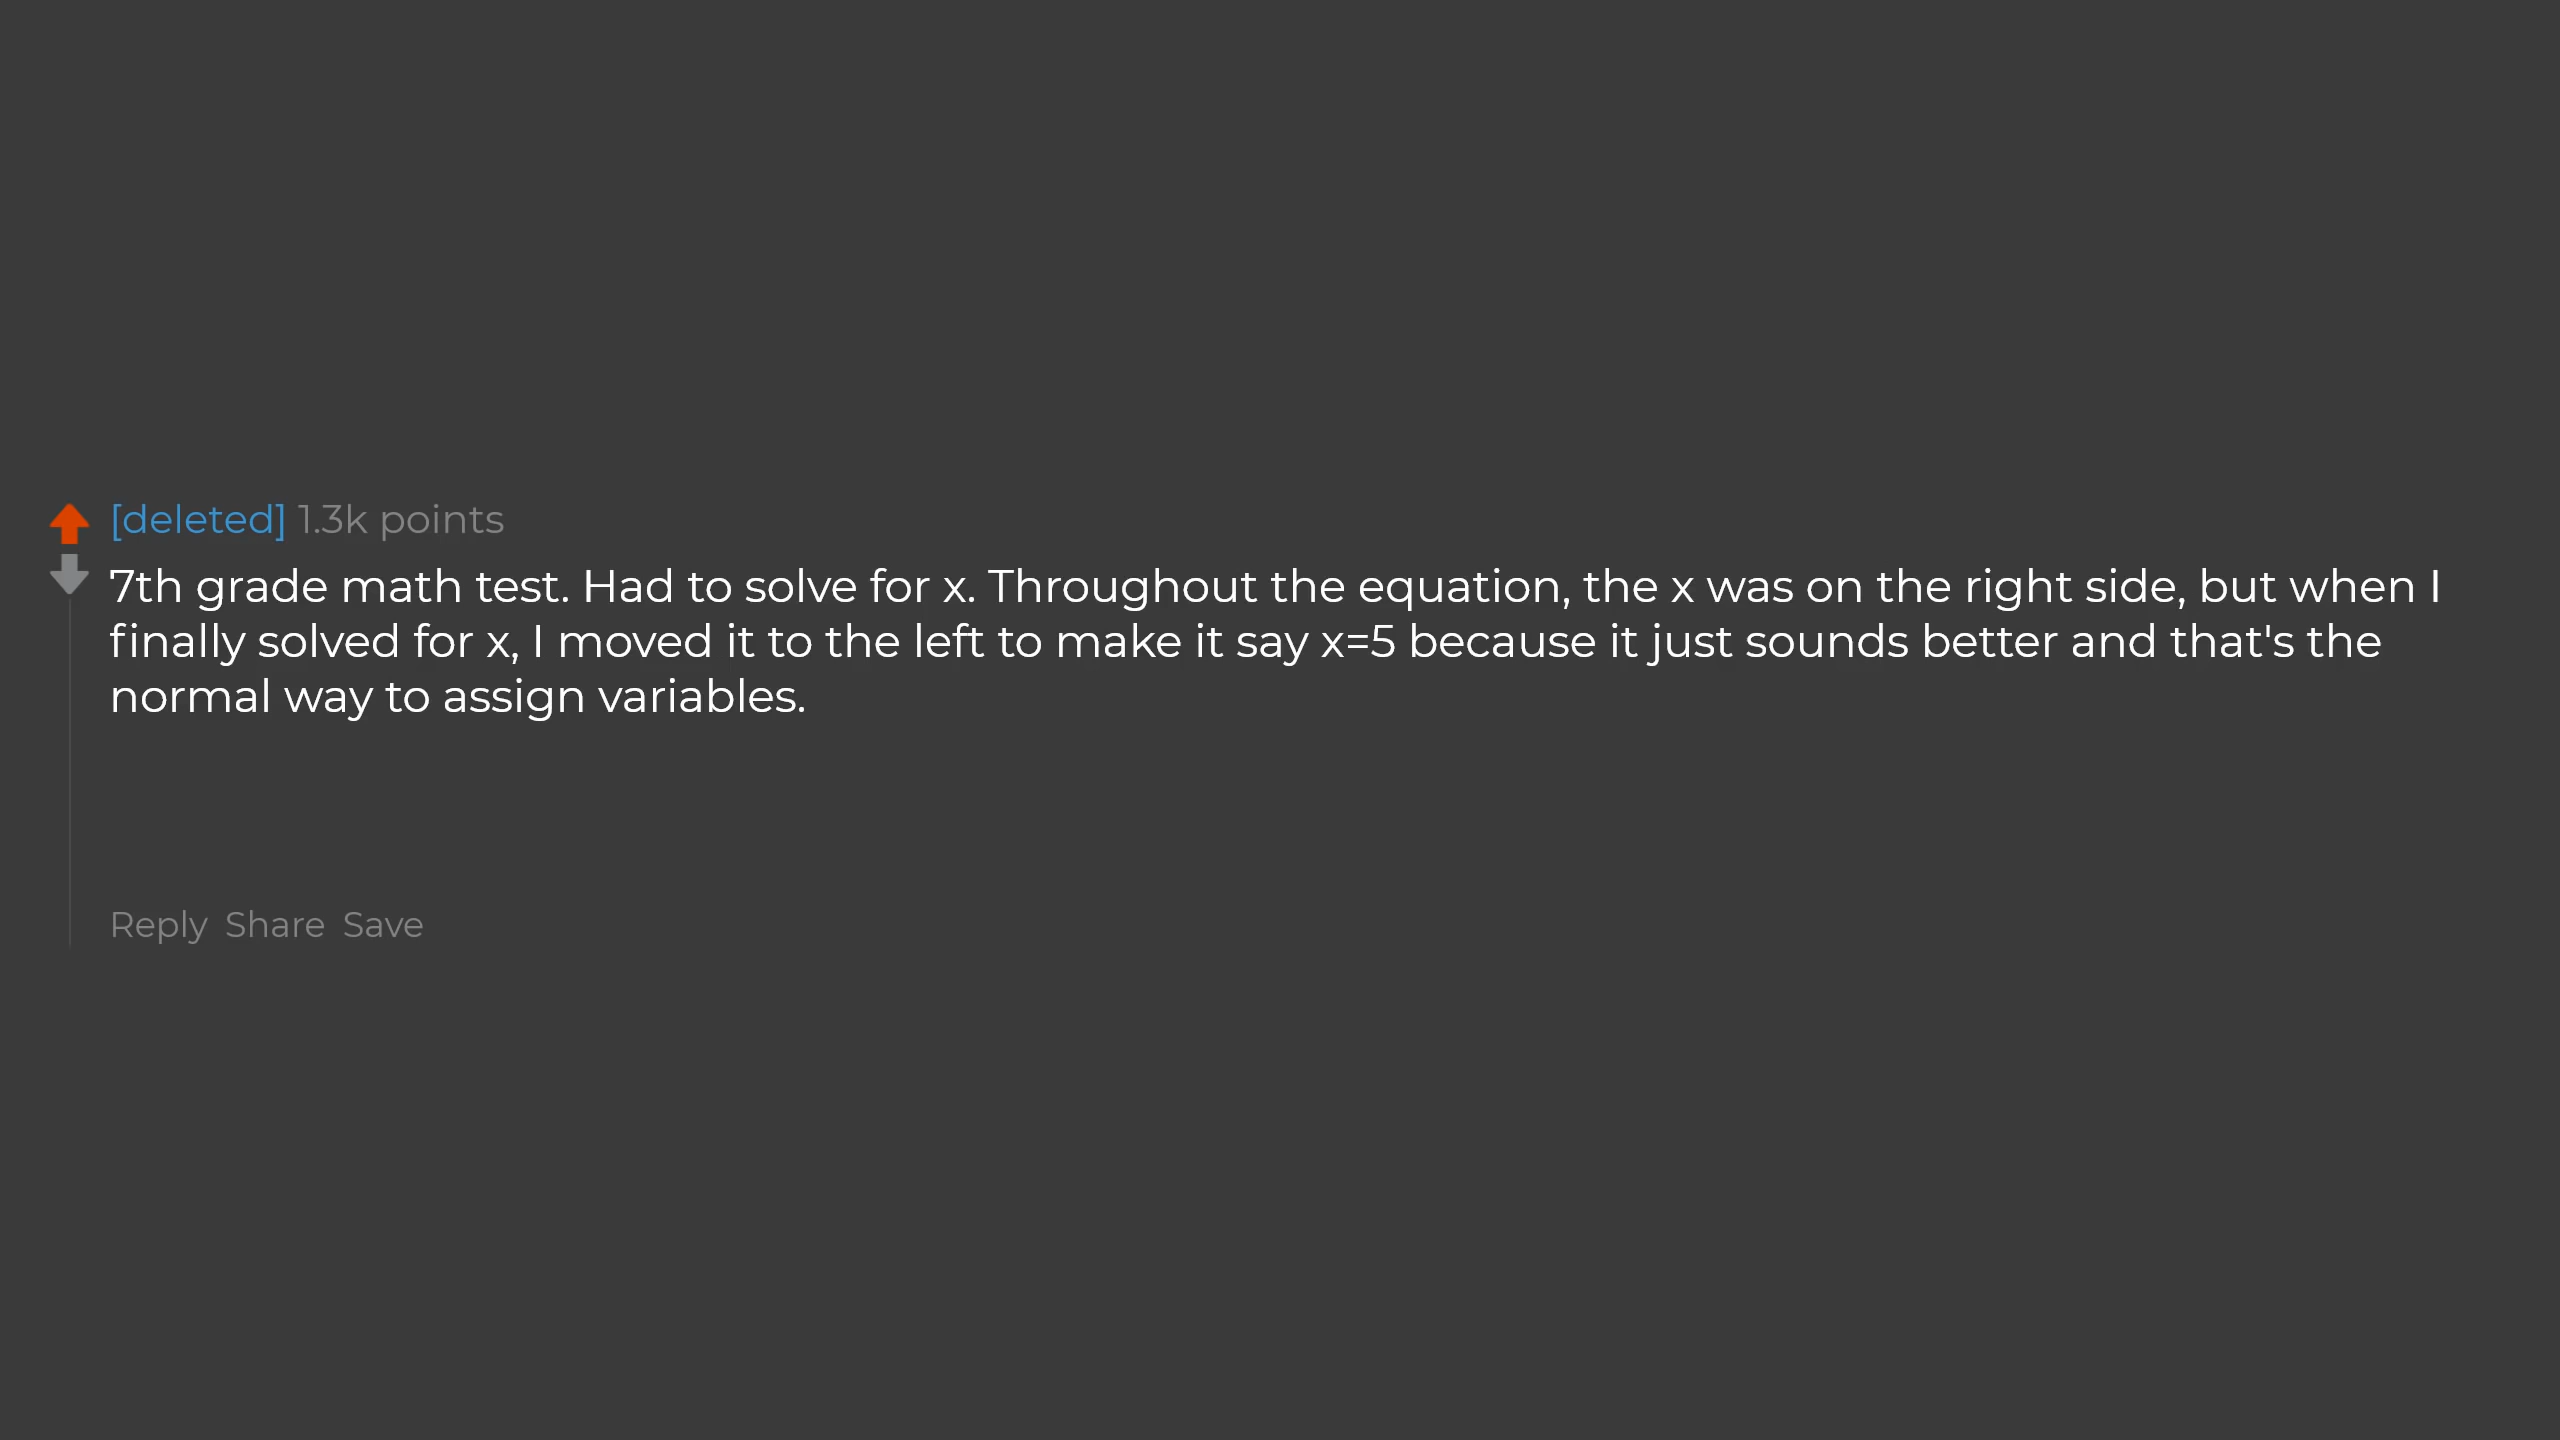 [deleted] 1.3k points
7th grade math test. Had to solve for x. Throughout the equation, the x was on the right side, but when I
finally solved for x, I moved it to the left to make it say x=5 because it just sounds better and that's the
normal way to assign variables.
Reply Share Save